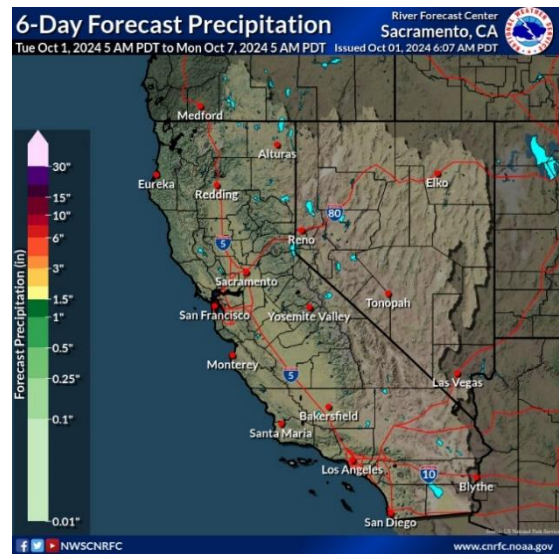 6-Day Forecast Precipitation
River Forecast Center
Sacramento, CA
Tue Oct 1, 2024 5 AM PDT to Mon Oct 7, 2024 5 AM PDT
Issued Oct 01, 2024 6:07 AM PDT
Medford
Alturas
Eureka
Redding
Elko
80
Reno
5
Sacramento
Tonopah
San Francisco
Yosemite Valley
Monterey
5
Las Vegas
Bakersfield
Santa Maria
Los Angeles
10
Blythe
San Diego
Forecast Precipitation (in)
30"
15"
10"
6"
3"
1.5"
1"
0.5"
0.25"
0.1"
0.01"
NWSCNRFC
www.cnrfc.noaa.gov